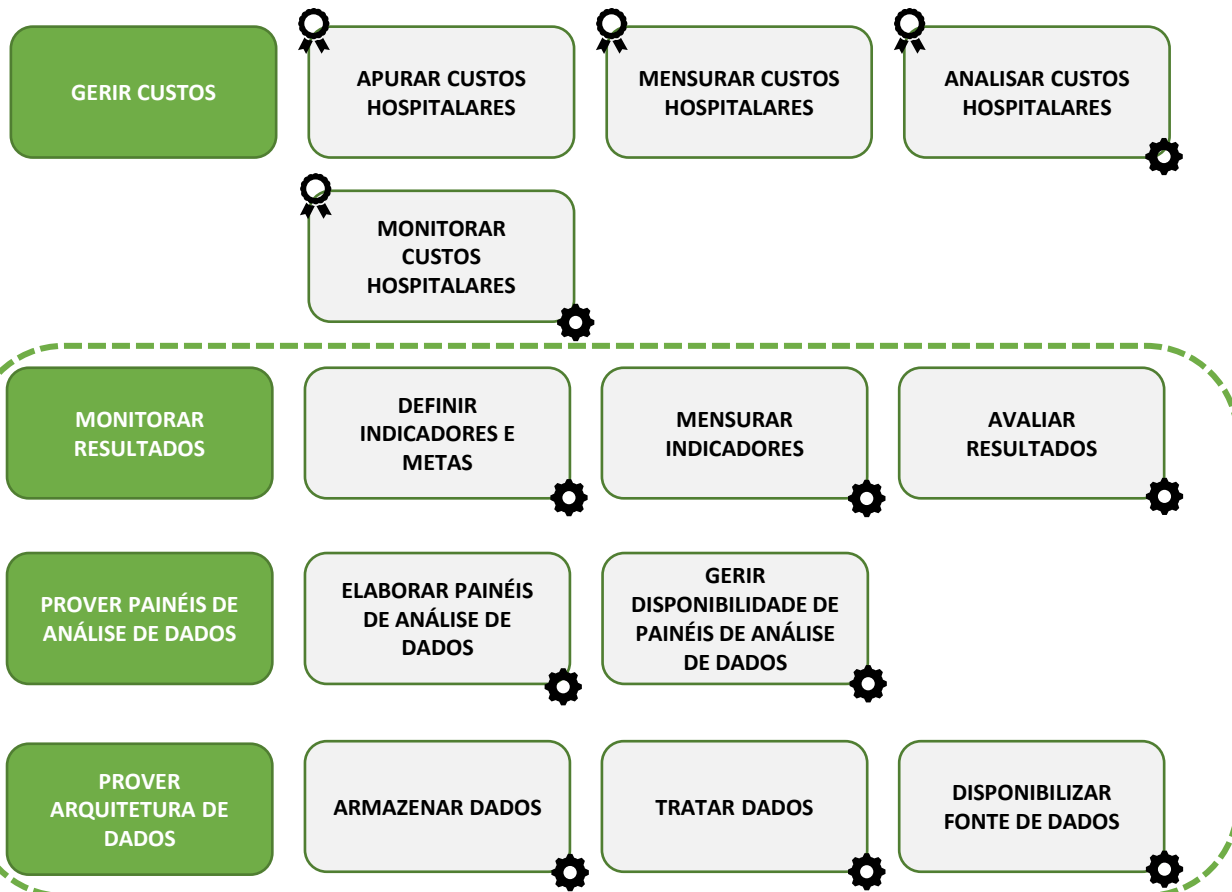 GERIR CUSTOS
APURAR CUSTOS
HOSPITALARES
MENSURAR CUSTOS
HOSPITALARES
ANALISAR CUSTOS
HOSPITALARES
MONITORAR
CUSTOS
HOSPITALARES
MONITORAR
RESULTADOS
DEFINIR
INDICADORES E
METAS
MENSURAR
INDICADORES
AVALIAR
RESULTADOS
PROVER PAINÉIS DE
ANÁLISE DE DADOS
ELABORAR PAINÉIS
DE ANÁLISE DE
DADOS
GERIR
DISPONIBILIDADE DE
PAINÉIS DE ANÁLISE
DE DADOS
PROVER
ARQUITETURA DE
DADOS
ARMAZENAR DADOS
TRATAR DADOS
DISPONIBILIZAR
FONTE DE DADOS